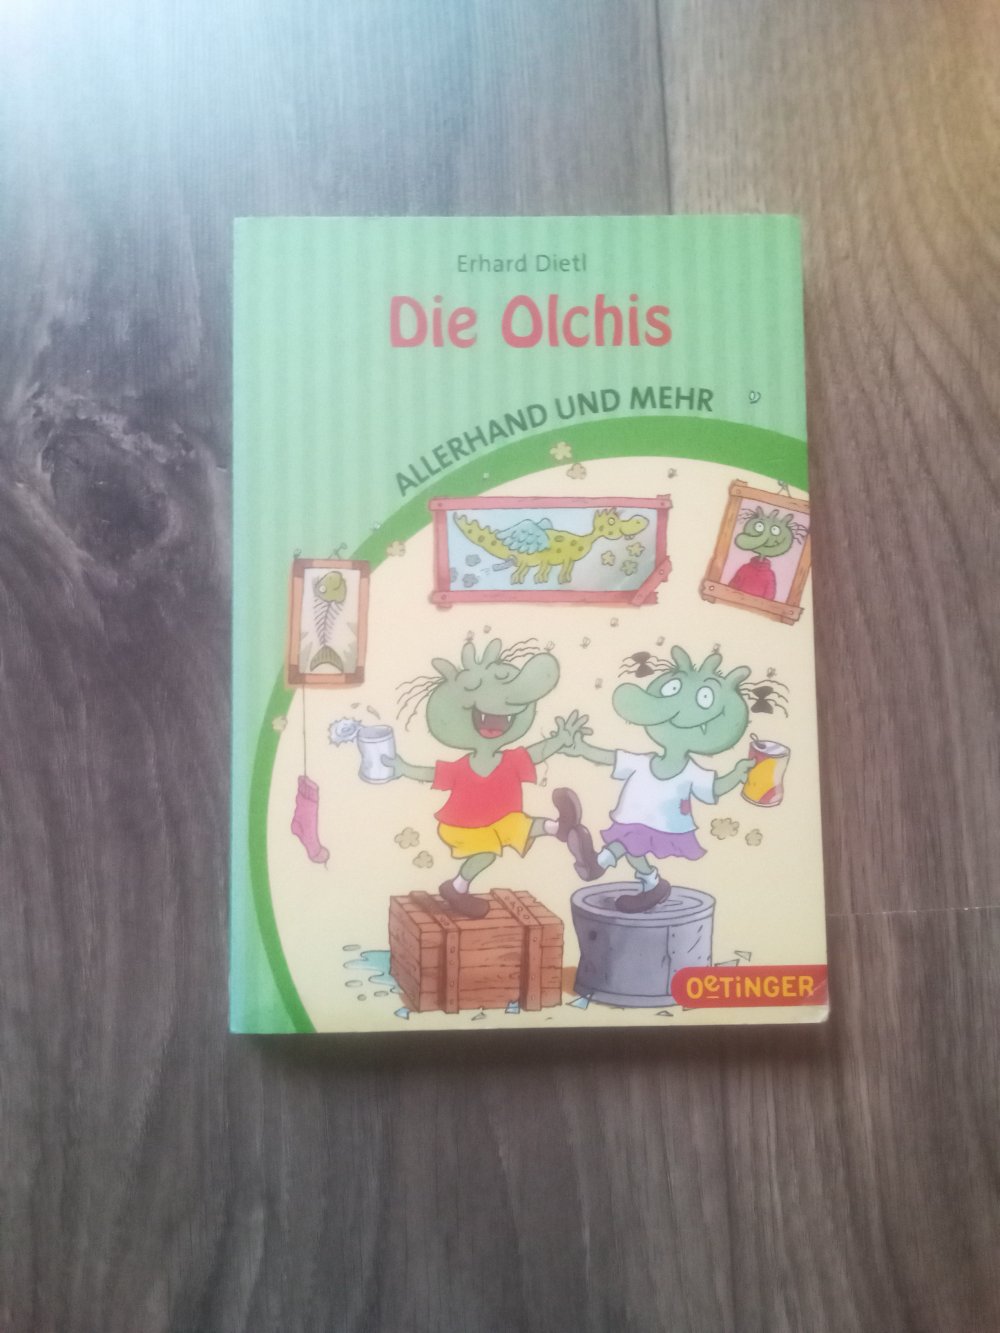 Erhard Dietl
Die Olchis
ALLERHAND UND MEHR
OeTiNGER